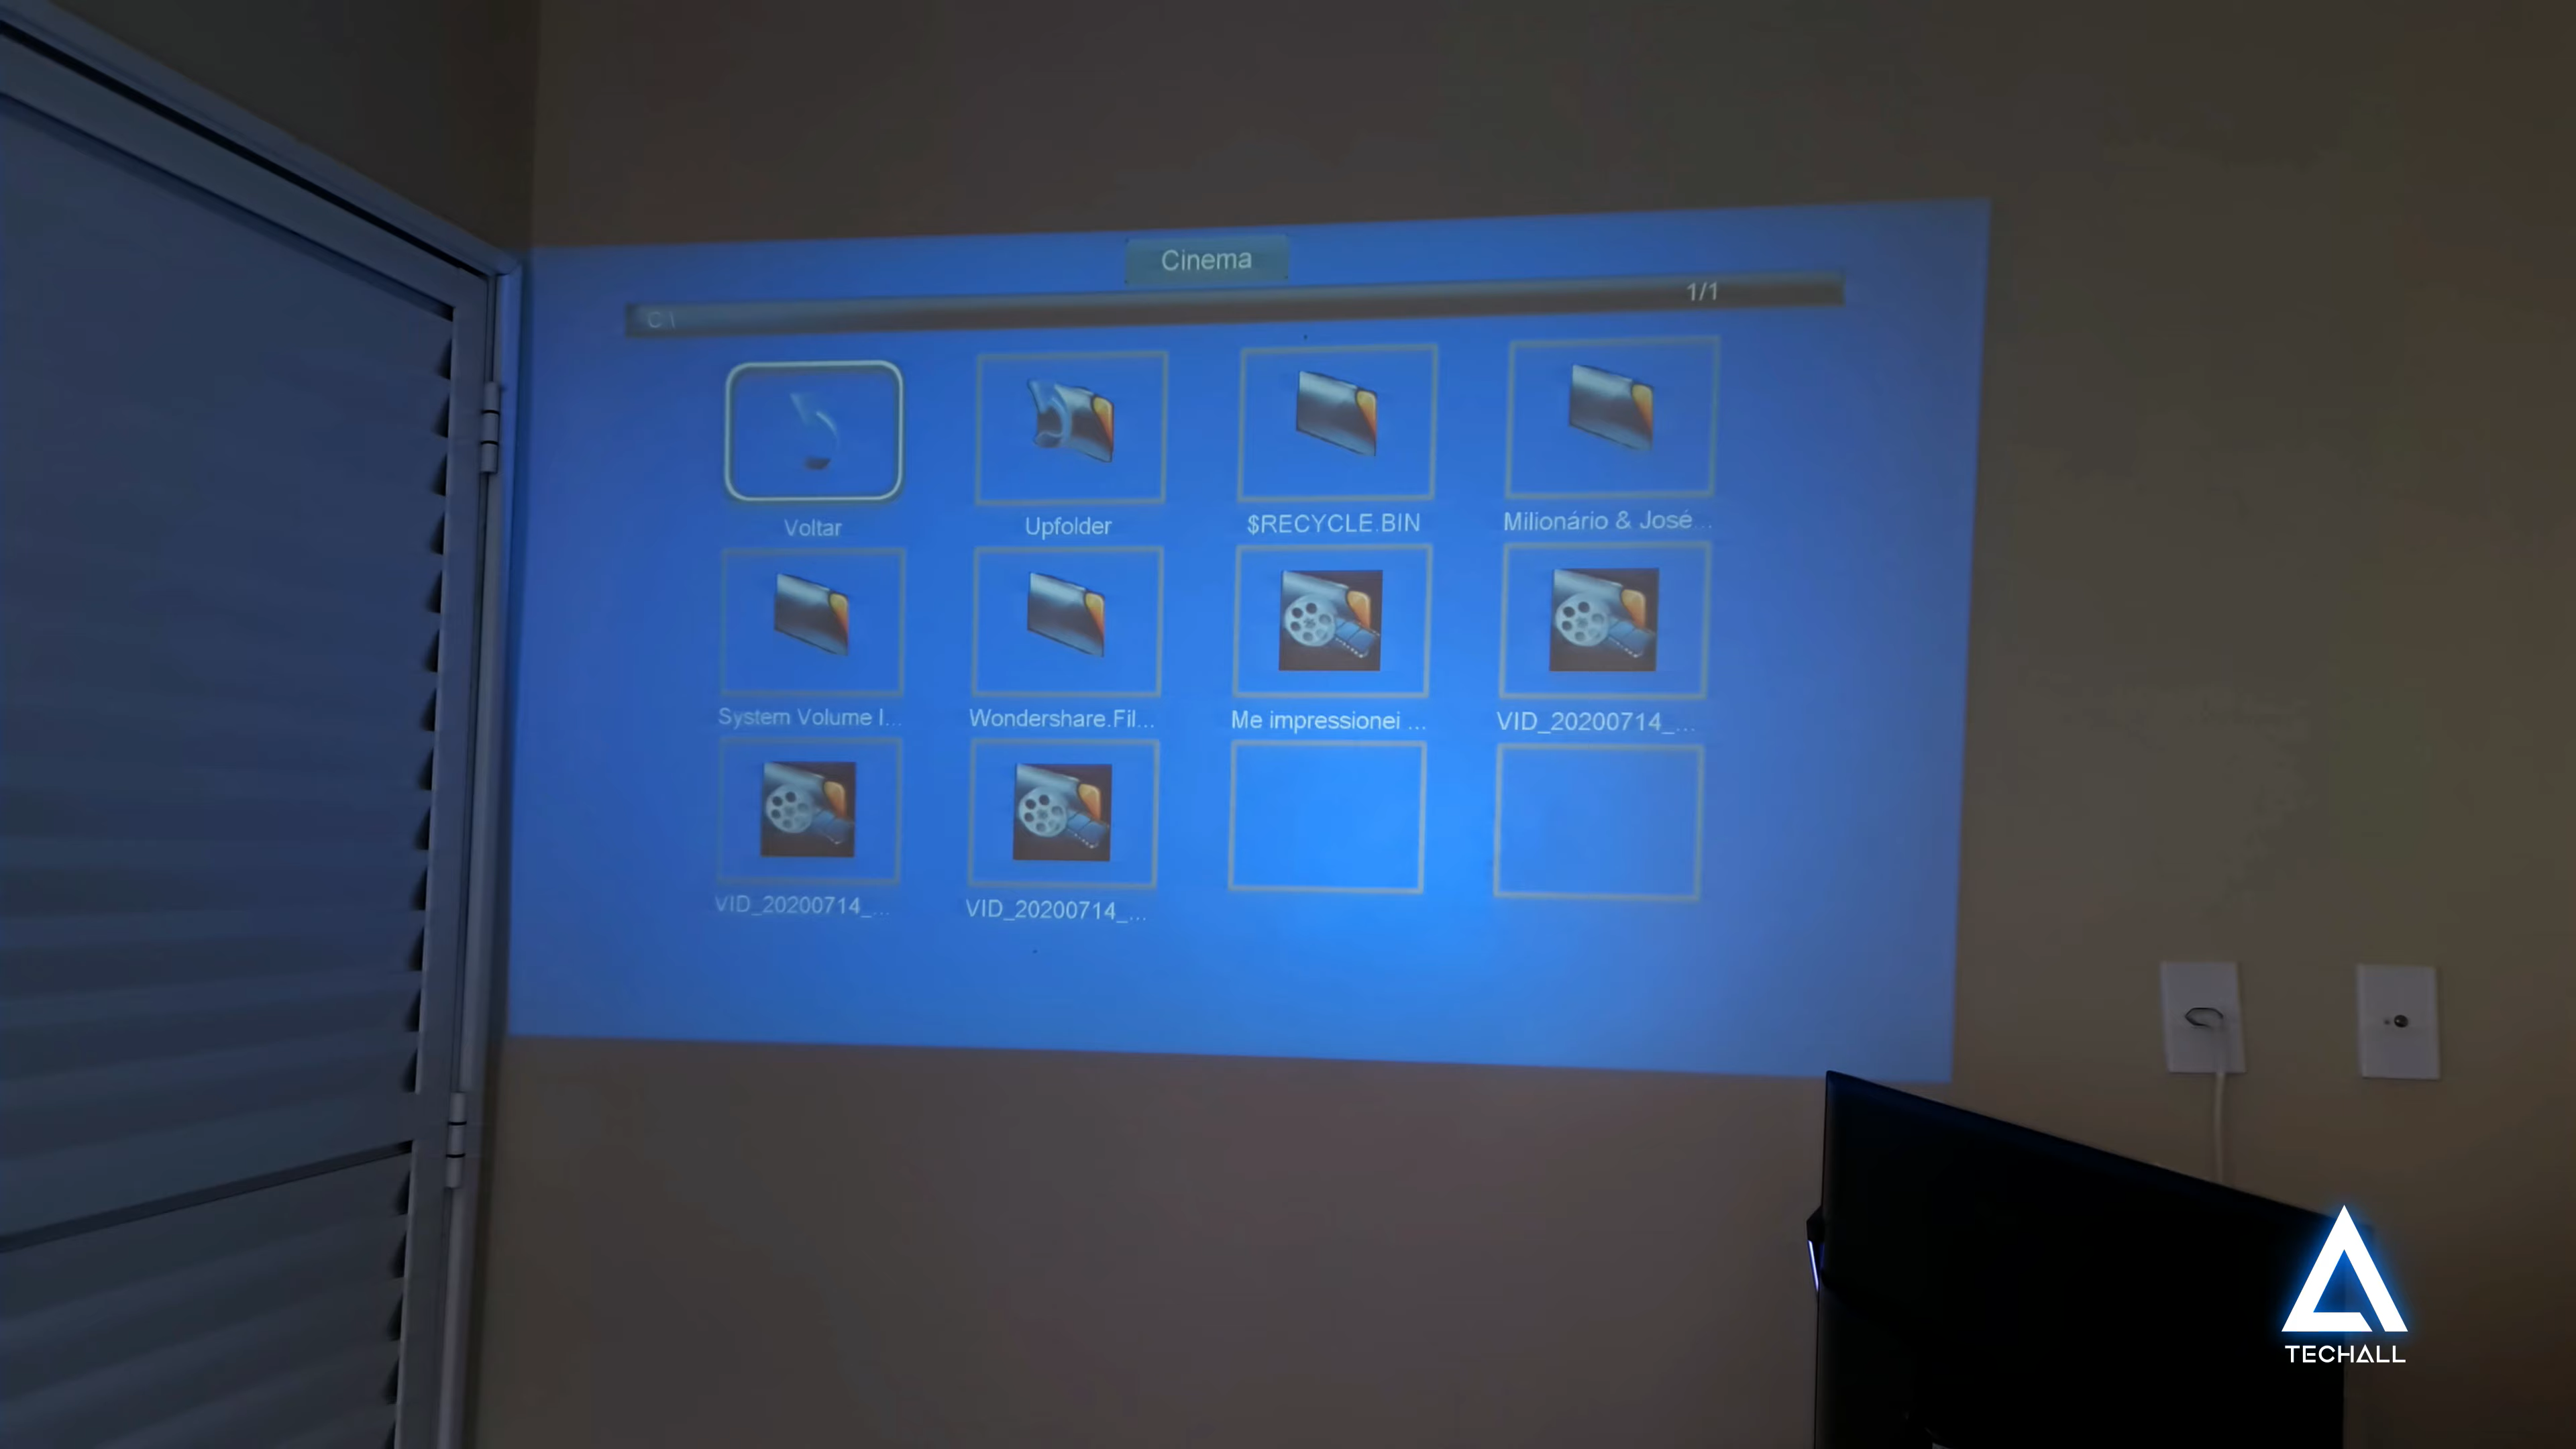 Cinema
C:\
1/1
Voltar
Upfolder
$RECYCLE.BIN
Milionário & José...
System Volume I...
Wondershare.Fil...
Me impressionei ...
VID_20200714_...
VID_20200714_...
VID_20200714_...
TECHALL